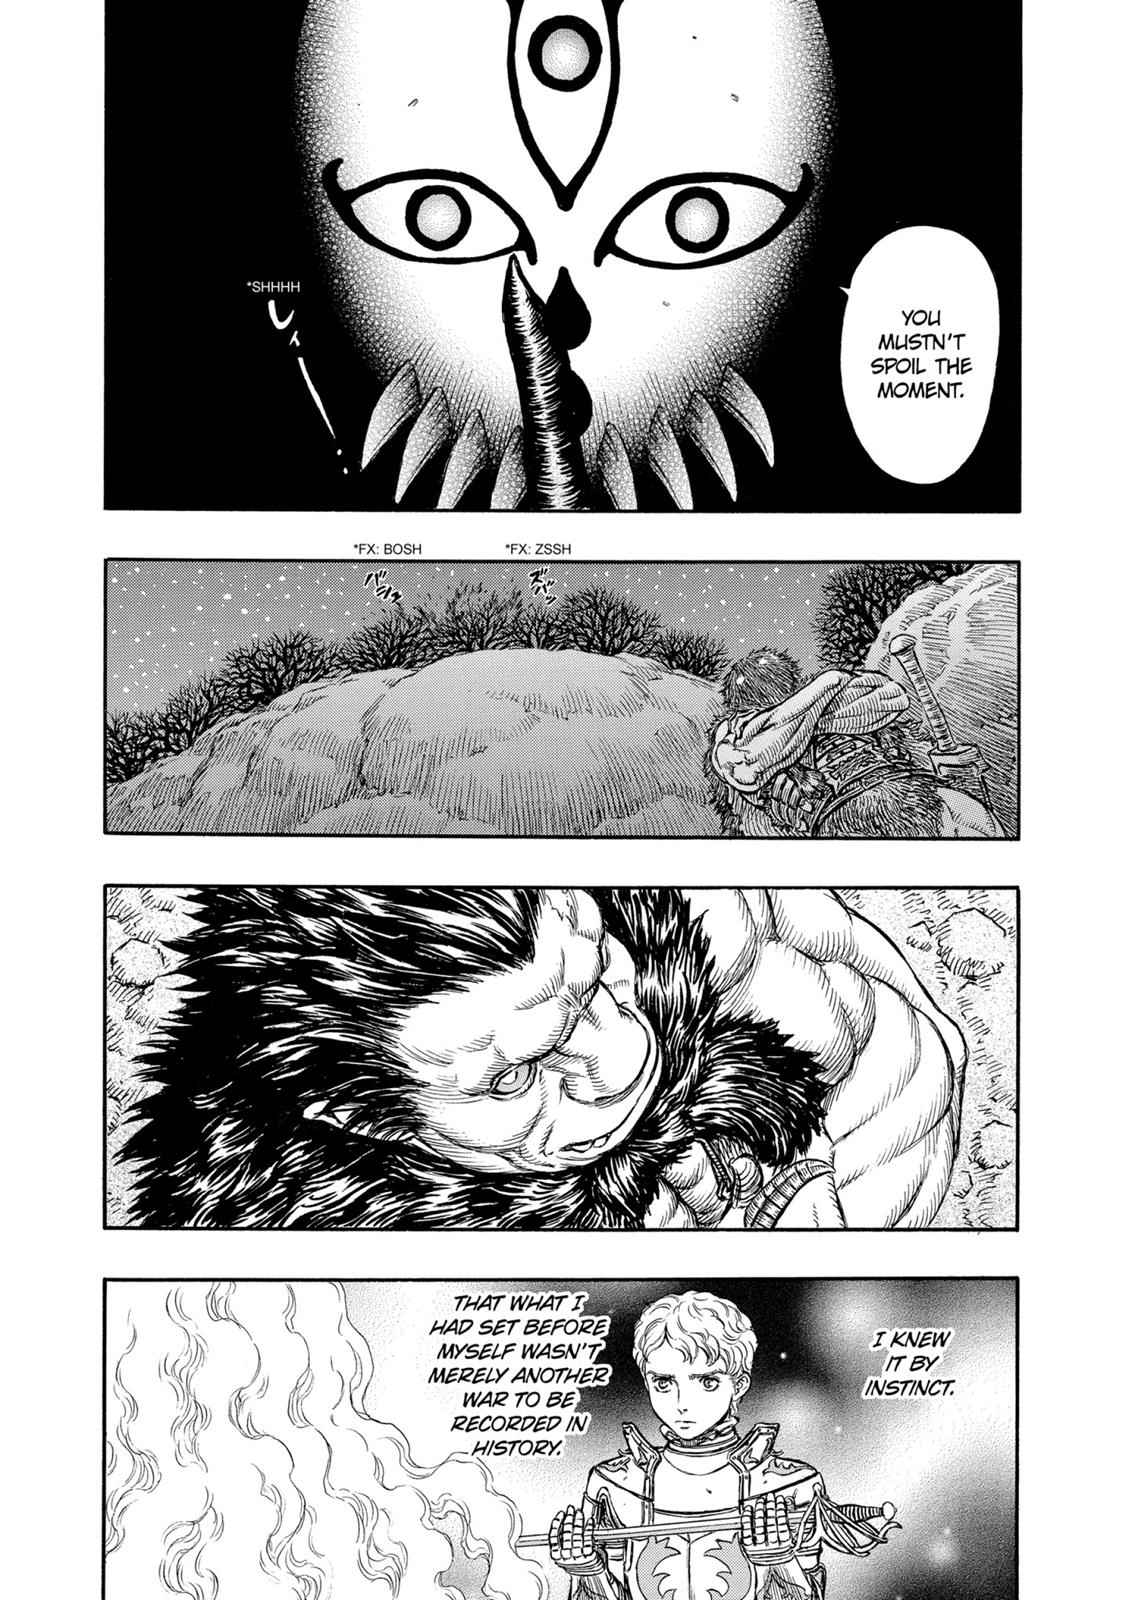 YOU
MUSTN'T
SPOIL THE
MOMENT.
*SHHHH
しィ
*FX: BOSH
*FX: ZSSH
I KNEW
IT BY
INSTINCT.
THAT WHAT I
HAD SET BEFORE
MYSELF WASN'T
MERELY ANOTHER
WAR TO BE
RECORDED IN
HISTORY.